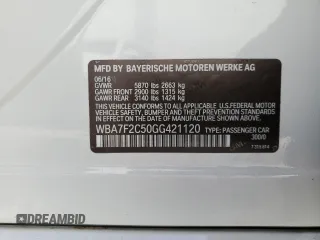 MFD. BY BAYERISCHE MOTOREN WERKE AG
06/16
GVWR 5870 lbs 2663 kg
GAWR FRONT 2900 lbs 1315 kg
GAWR REAR 3140 lbs 1424 kg
THIS VEHICLE CONFORMS TO ALL APPLICABLE
FEDERAL MOTOR VEHICLE SAFETY, BUMPER,
AND THEFT PREVENTION STANDARDS IN EFFECT
ON THE DATE OF MANUFACTURE SHOWN ABOVE.
WBA7F2C50GG421120 TYPE: PASSENGER CAR
300/0
DREAMBID